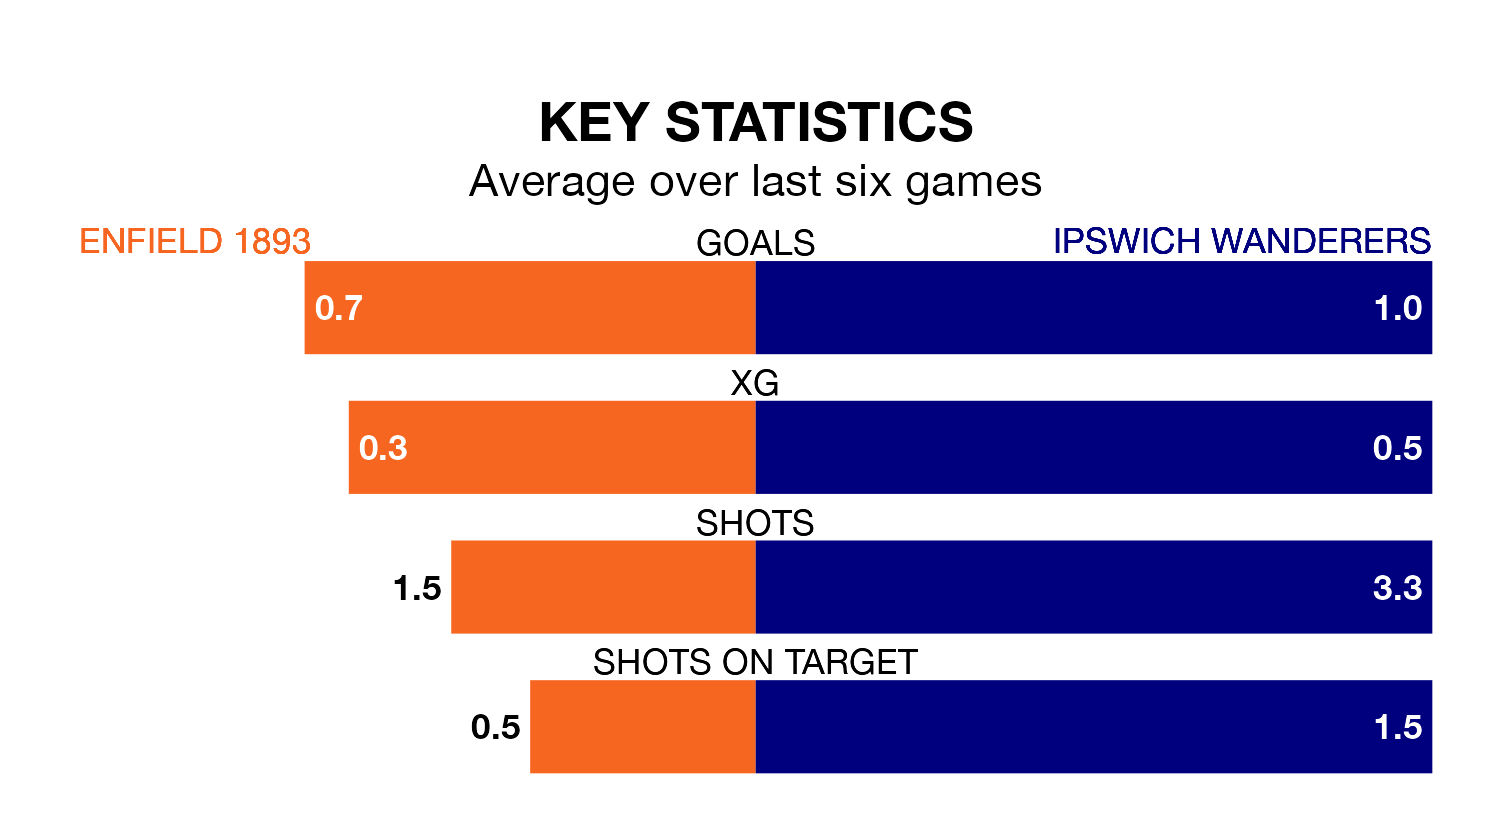 KEY STATISTICS
Average over last six games
ENFIELD 1893 GOALS IPSWICH WANDERERS
0.7 1.0
XG
0.3 0.5
SHOTS
1.5 3.3
SHOTS ON TARGET
0.5 1.5